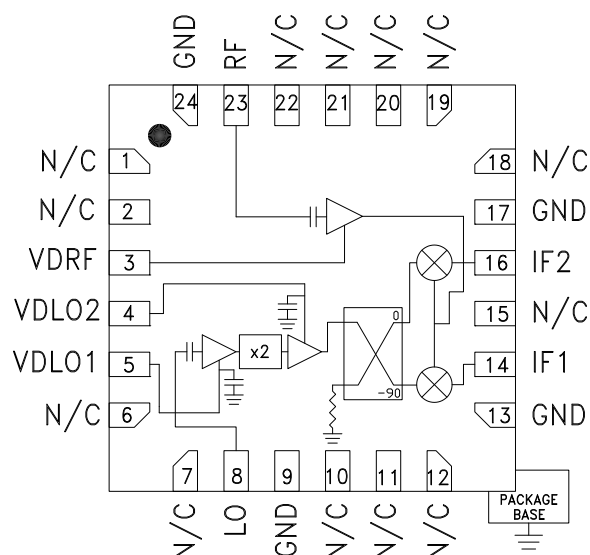 GND RF N/C N/C N/C N/C
24 23 22 21 20 19
N/C 1
18 N/C
N/C 2
17 GND
VDRF 3
16 IF2
VDLO2 4
0
15 N/C
x2
VDLO1 5
14 IF1
-90
N/C 6
13 GND
7 8 9 10 11 12
N/C LO GND N/C N/C N/C
PACKAGE
BASE